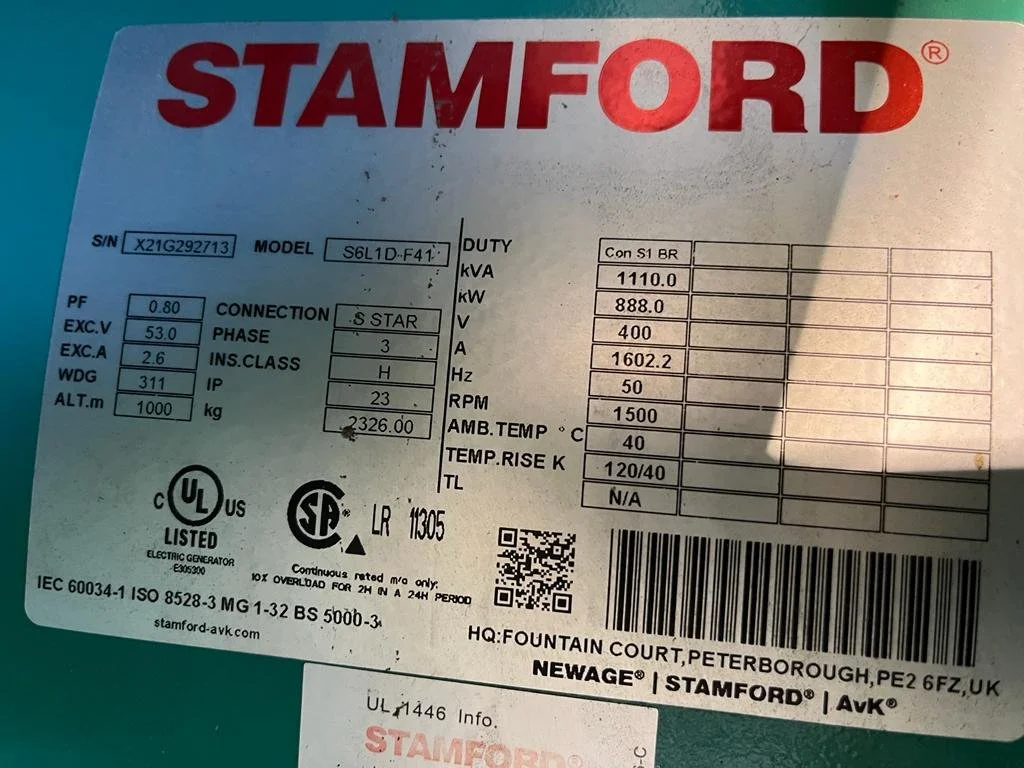 STAMFORD®
S/N X21G292713 MODEL S6L1D-F41
PF 0.80 CONNECTION S STAR
EXC.V 53.0 PHASE 3
EXC.A 2.6 INS.CLASS H
WDG 311 IP 23
ALT.m 1000 kg 2326.00
DUTY Con S1 BR
kVA 1110.0
kW 888.0
V 400
A 1602.2
Hz 50
RPM 1500
AMB.TEMP °C 40
TEMP.RISE K 120/40
TL N/A
C UL US
LISTED
ELECTRIC GENERATOR
E305300
SA® LR 11305
Continuous rated m/c only:
10% OVERLOAD FOR 2H IN A 24H PERIOD
IEC 60034-1 ISO 8528-3 MG 1-32 BS 5000-3
stamford-avk.com
HQ:FOUNTAIN COURT,PETERBOROUGH,PE2 6FZ,UK
NEWAGE® | STAMFORD® | AvK®
UL 1446 Info.
STAMFORD®